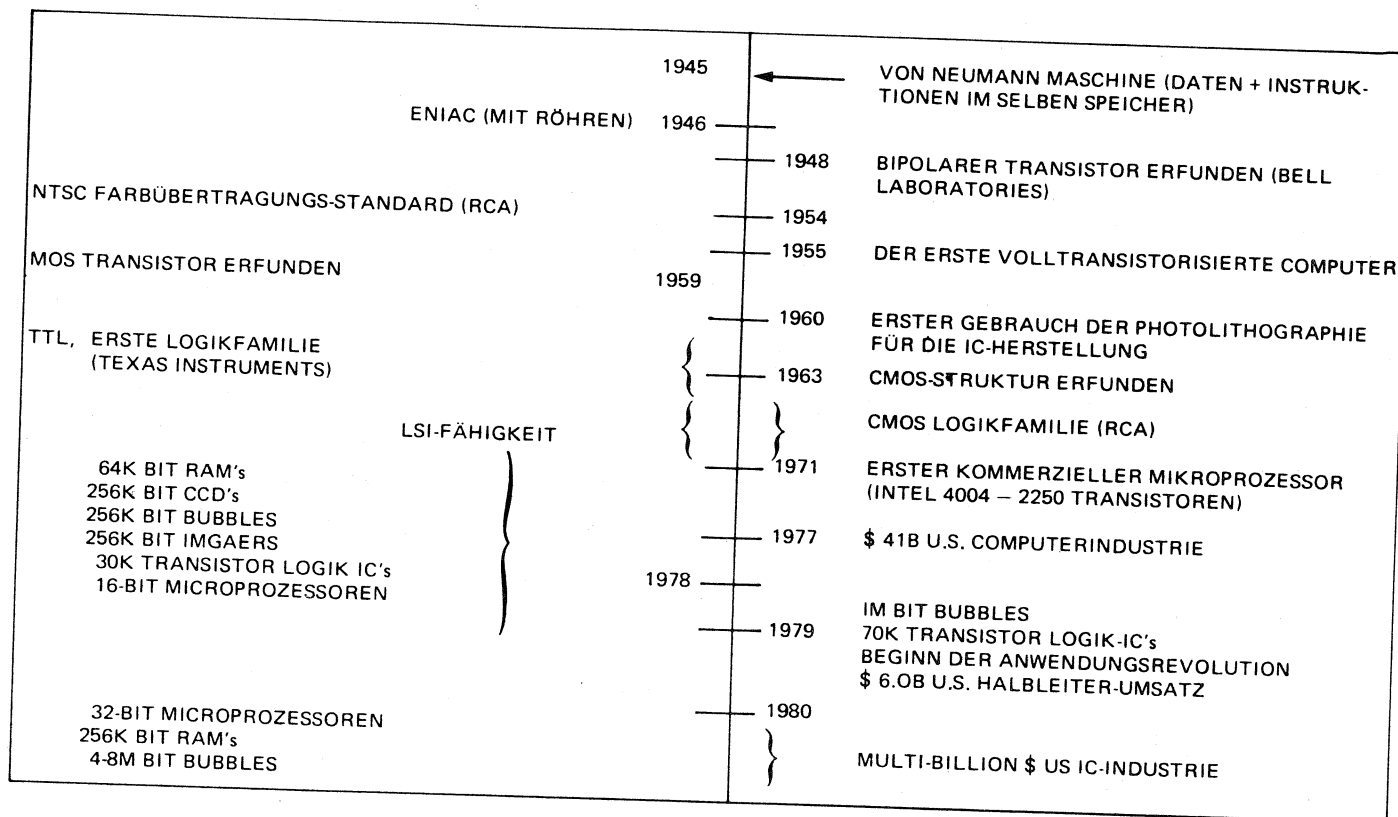 1945
VON NEUMANN MASCHINE (DATEN + INSTRUK-
TIONEN IM SELBEN SPEICHER)
ENIAC (MIT RÖHREN) 1946
1948 BIPOLARER TRANSISTOR ERFUNDEN (BELL
LABORATORIES)
NTSC FARBÜBERTRAGUNGS-STANDARD (RCA)
1954
1955 DER ERSTE VOLLTRANSISTORISIERTE COMPUTER
MOS TRANSISTOR ERFUNDEN
1959
1960 ERSTER GEBRAUCH DER PHOTOLITHOGRAPHIE
FÜR DIE IC-HERSTELLUNG
TTL, ERSTE LOGIKFAMILIE
(TEXAS INSTRUMENTS)
1963 CMOS-STRUKTUR ERFUNDEN
CMOS LOGIKFAMILIE (RCA)
LSI-FÄHIGKEIT
1971 ERSTER KOMMERZIELLER MIKROPROZESSOR
(INTEL 4004 – 2250 TRANSISTOREN)
64K BIT RAM's
256K BIT CCD's
256K BIT BUBBLES
256K BIT IMGAERS
30K TRANSISTOR LOGIK IC's
16-BIT MICROPROZESSOREN
1977 $ 41B U.S. COMPUTERINDUSTRIE
1978
1979
IM BIT BUBBLES
70K TRANSISTOR LOGIK-IC's
BEGINN DER ANWENDUNGSREVOLUTION
$ 6.0B U.S. HALBLEITER-UMSATZ
1980
32-BIT MICROPROZESSOREN
256K BIT RAM's
4-8M BIT BUBBLES
MULTI-BILLION $ US IC-INDUSTRIE